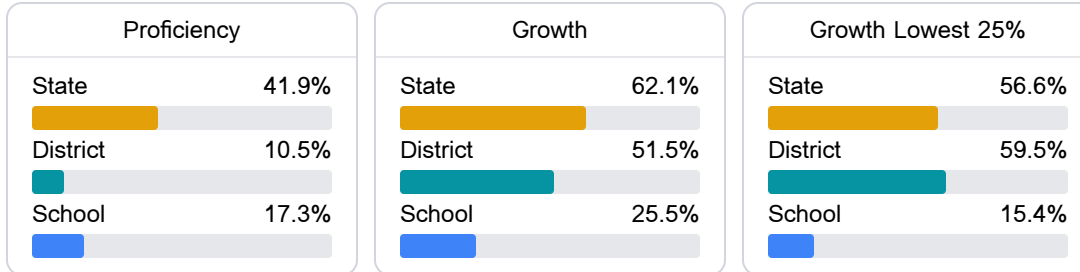 Proficiency
State 41.9%
District 10.5%
School 17.3%
Growth
State 62.1%
District 51.5%
School 25.5%
Growth Lowest 25%
State 56.6%
District 59.5%
School 15.4%